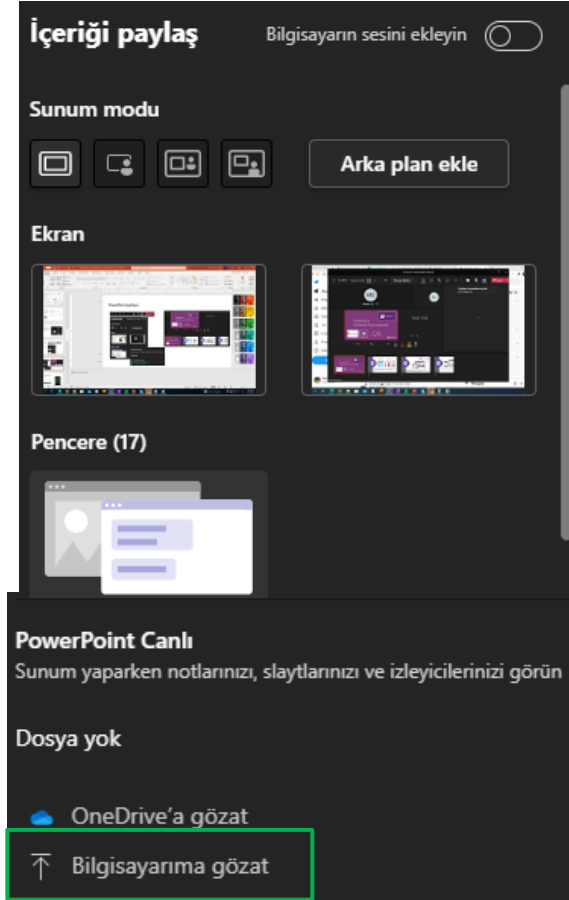 İçeriği paylaş
Bilgisayarın sesini ekleyin
Sunum modu
Arka plan ekle
Ekran
Pencere (17)
PowerPoint Canlı
Sunum yaparken notlarınızı, slaytlarınızı ve izleyicilerinizi görün
Dosya yok
OneDrive’a gözat
Bilgisayarıma gözat